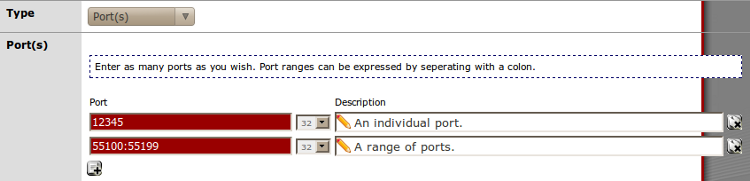 Type
Port(s)
Port(s)
Enter as many ports as you wish. Port ranges can be expressed by seperating with a colon.
Port Description
12345 32 An individual port.
55100:55199 32 A range of ports.